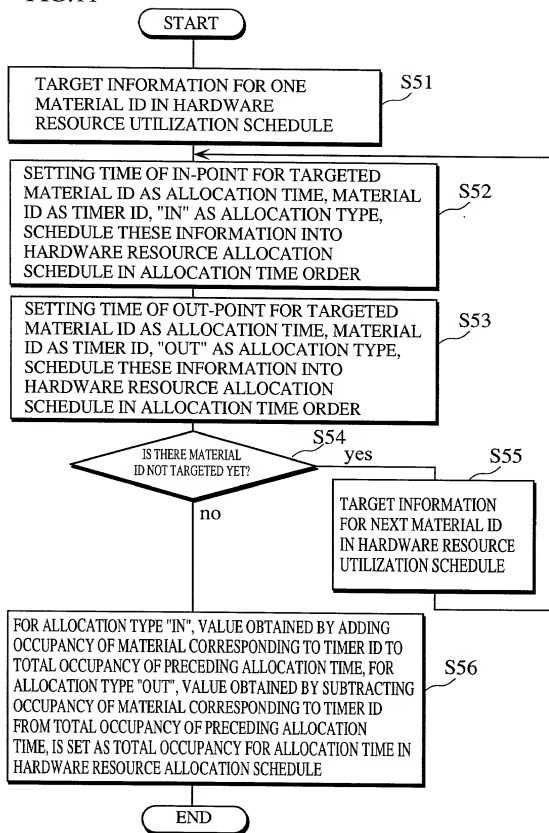 START
S51
TARGET INFORMATION FOR ONE
MATERIAL ID IN HARDWARE
RESOURCE UTILIZATION SCHEDULE
S52
SETTING TIME OF IN-POINT FOR TARGETED
MATERIAL ID AS ALLOCATION TIME, MATERIAL
ID AS TIMER ID, "IN" AS ALLOCATION TYPE,
SCHEDULE THESE INFORMATION INTO
HARDWARE RESOURCE ALLOCATION
SCHEDULE IN ALLOCATION TIME ORDER
S53
SETTING TIME OF OUT-POINT FOR TARGETED
MATERIAL ID AS ALLOCATION TIME, MATERIAL
ID AS TIMER ID, "OUT" AS ALLOCATION TYPE,
SCHEDULE THESE INFORMATION INTO
HARDWARE RESOURCE ALLOCATION
SCHEDULE IN ALLOCATION TIME ORDER
S54
IS THERE MATERIAL
ID NOT TARGETED YET?
yes
S55
no
TARGET INFORMATION
FOR NEXT MATERIAL ID
IN HARDWARE RESOURCE
UTILIZATION SCHEDULE
FOR ALLOCATION TYPE "IN", VALUE OBTAINED BY ADDING
OCCUPANCY OF MATERIAL CORRESPONDING TO TIMER ID TO
TOTAL OCCUPANCY OF PRECEDING ALLOCATION TIME, FOR
ALLOCATION TYPE "OUT", VALUE OBTAINED BY SUBTRACTING
OCCUPANCY OF MATERIAL CORRESPONDING TO TIMER ID
FROM TOTAL OCCUPANCY OF PRECEDING ALLOCATION
TIME, IS SET AS TOTAL OCCUPANCY FOR ALLOCATION TIME IN
HARDWARE RESOURCE ALLOCATION SCHEDULE
S56
END